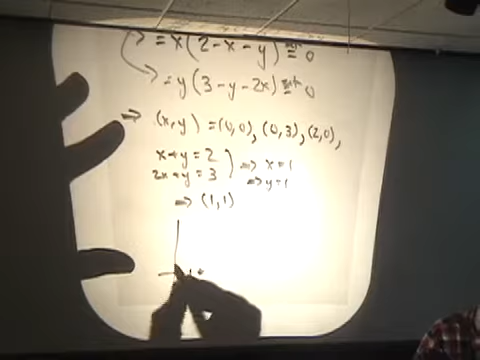 = x(2-x-y) = 0
= y(3-y-2x) = 0
⇒ (x,y) = (0,0), (0,3), (2,0),
x+y=2 ⇒ x=1
2x+y=3 ⇒ y=1
⇒ (1,1)